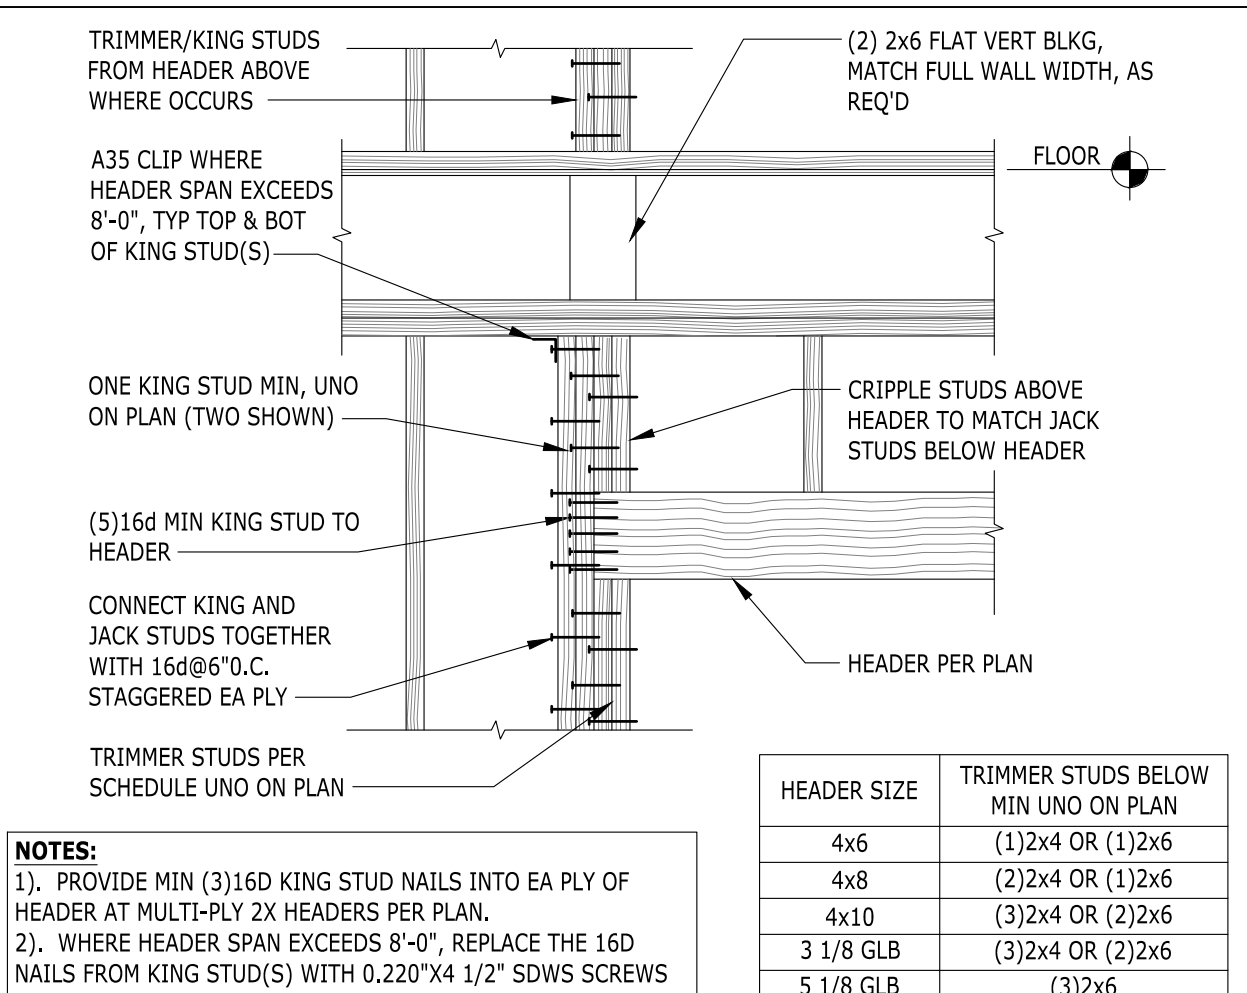 TRIMMER/KING STUDS
FROM HEADER ABOVE
WHERE OCCURS
(2) 2x6 FLAT VERT BLKG,
MATCH FULL WALL WIDTH, AS
REQ'D
FLOOR
A35 CLIP WHERE
HEADER SPAN EXCEEDS
8'-0", TYP TOP & BOT
OF KING STUD(S)
ONE KING STUD MIN, UNO
ON PLAN (TWO SHOWN)
CRIPPLE STUDS ABOVE
HEADER TO MATCH JACK
STUDS BELOW HEADER
(5)16d MIN KING STUD TO
HEADER
CONNECT KING AND
JACK STUDS TOGETHER
WITH 16d@6"O.C.
STAGGERED EA PLY
HEADER PER PLAN
TRIMMER STUDS PER
SCHEDULE UNO ON PLAN
NOTES:
1). PROVIDE MIN (3)16D KING STUD NAILS INTO EA PLY OF
HEADER AT MULTI-PLY 2X HEADERS PER PLAN.
2). WHERE HEADER SPAN EXCEEDS 8'-0", REPLACE THE 16D
NAILS FROM KING STUD(S) WITH 0.220"X4 1/2" SDWS SCREWS
HEADER SIZE
TRIMMER STUDS BELOW
MIN UNO ON PLAN
4x6 (1)2x4 OR (1)2x6
4x8 (2)2x4 OR (1)2x6
4x10 (3)2x4 OR (2)2x6
3 1/8 GLB (3)2x4 OR (2)2x6
5 1/8 GLB (3)2x6